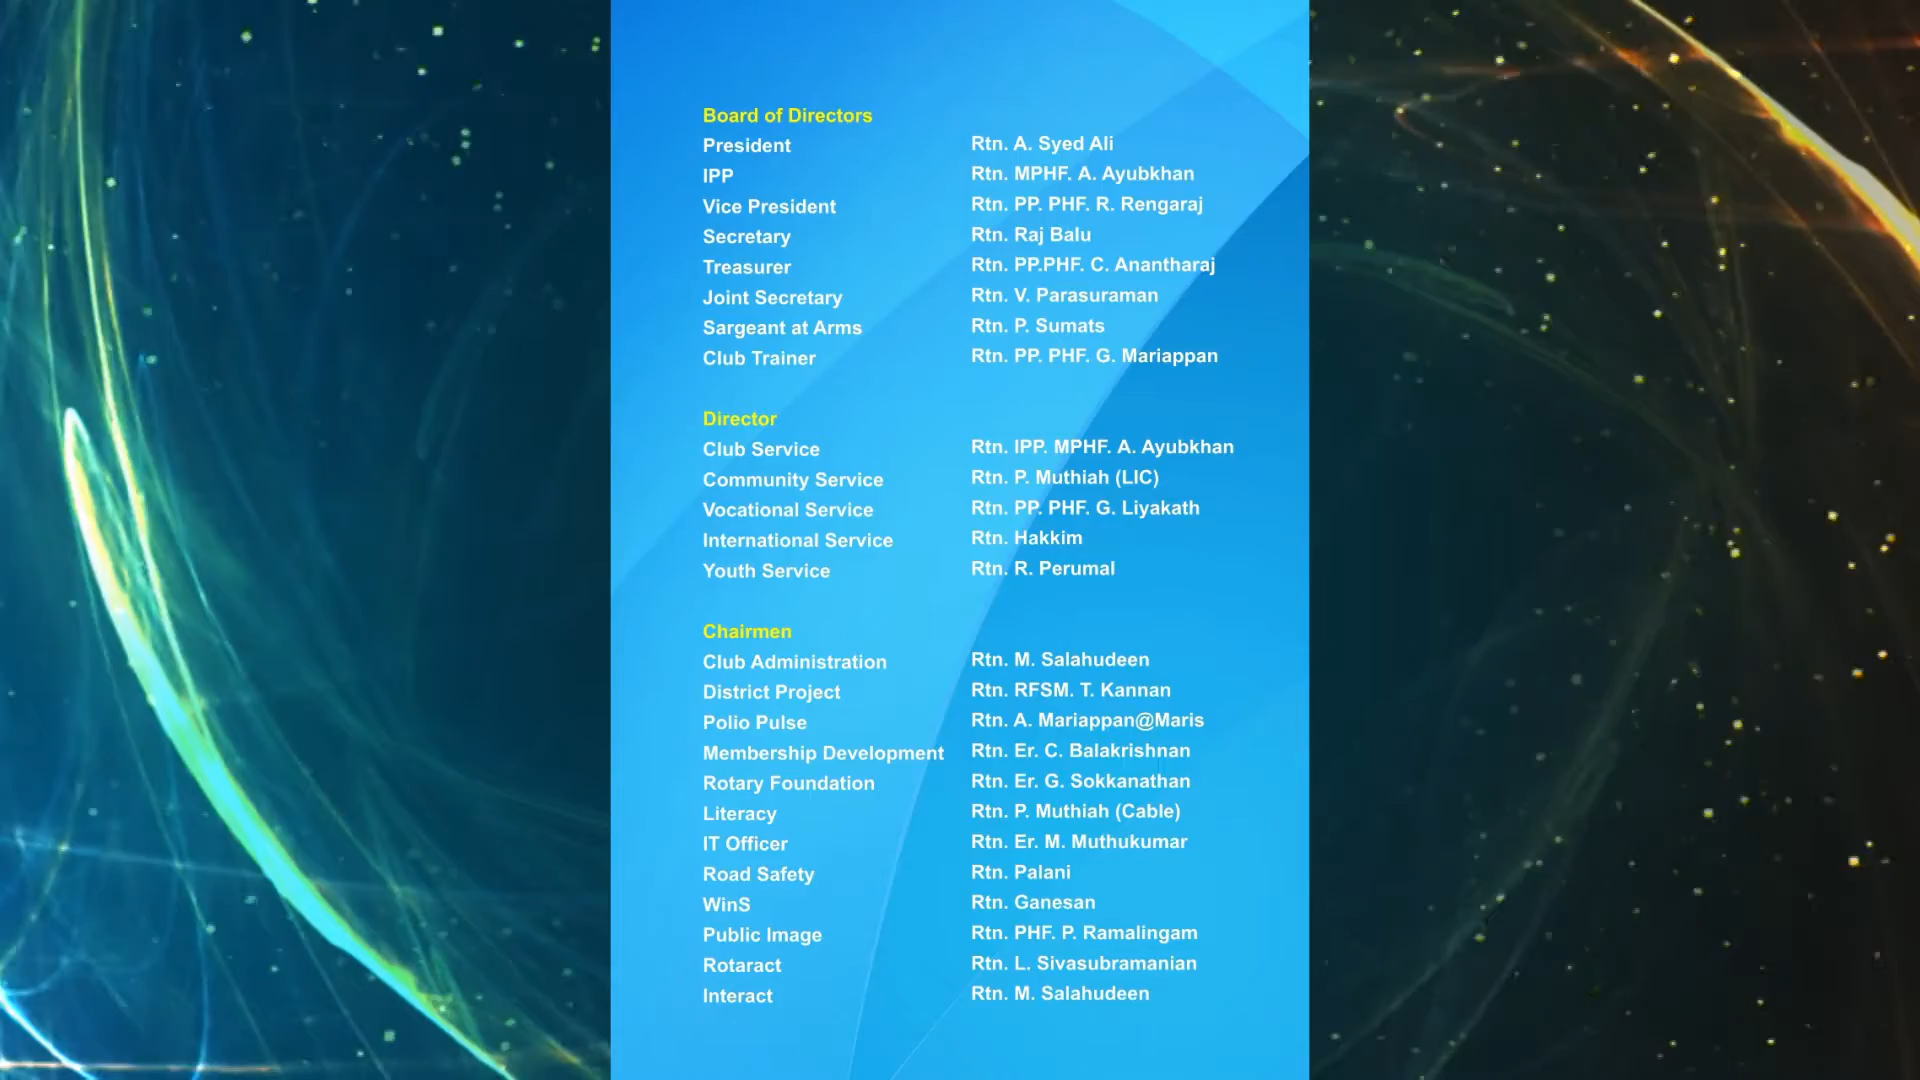 Board of Directors
President Rtn. A. Syed Ali
IPP Rtn. MPHF. A. Ayubkhan
Vice President Rtn. PP. PHF. R. Rengaraj
Secretary Rtn. Raj Balu
Treasurer Rtn. PP.PHF. C. Anantharaj
Joint Secretary Rtn. V. Parasuraman
Sargeant at Arms Rtn. P. Sumats
Club Trainer Rtn. PP. PHF. G. Mariappan
Director
Club Service Rtn. IPP. MPHF. A. Ayubkhan
Community Service Rtn. P. Muthiah (LIC)
Vocational Service Rtn. PP. PHF. G. Liyakath
International Service Rtn. Hakkim
Youth Service Rtn. R. Perumal
Chairmen
Club Administration Rtn. M. Salahudeen
District Project Rtn. RFSM. T. Kannan
Polio Pulse Rtn. A. Mariappan@Maris
Membership Development Rtn. Er. C. Balakrishnan
Rotary Foundation Rtn. Er. G. Sokkanathan
Literacy Rtn. P. Muthiah (Cable)
IT Officer Rtn. Er. M. Muthukumar
Road Safety Rtn. Palani
WinS Rtn. Ganesan
Public Image Rtn. PHF. P. Ramalingam
Rotaract Rtn. L. Sivasubramanian
Interact Rtn. M. Salahudeen